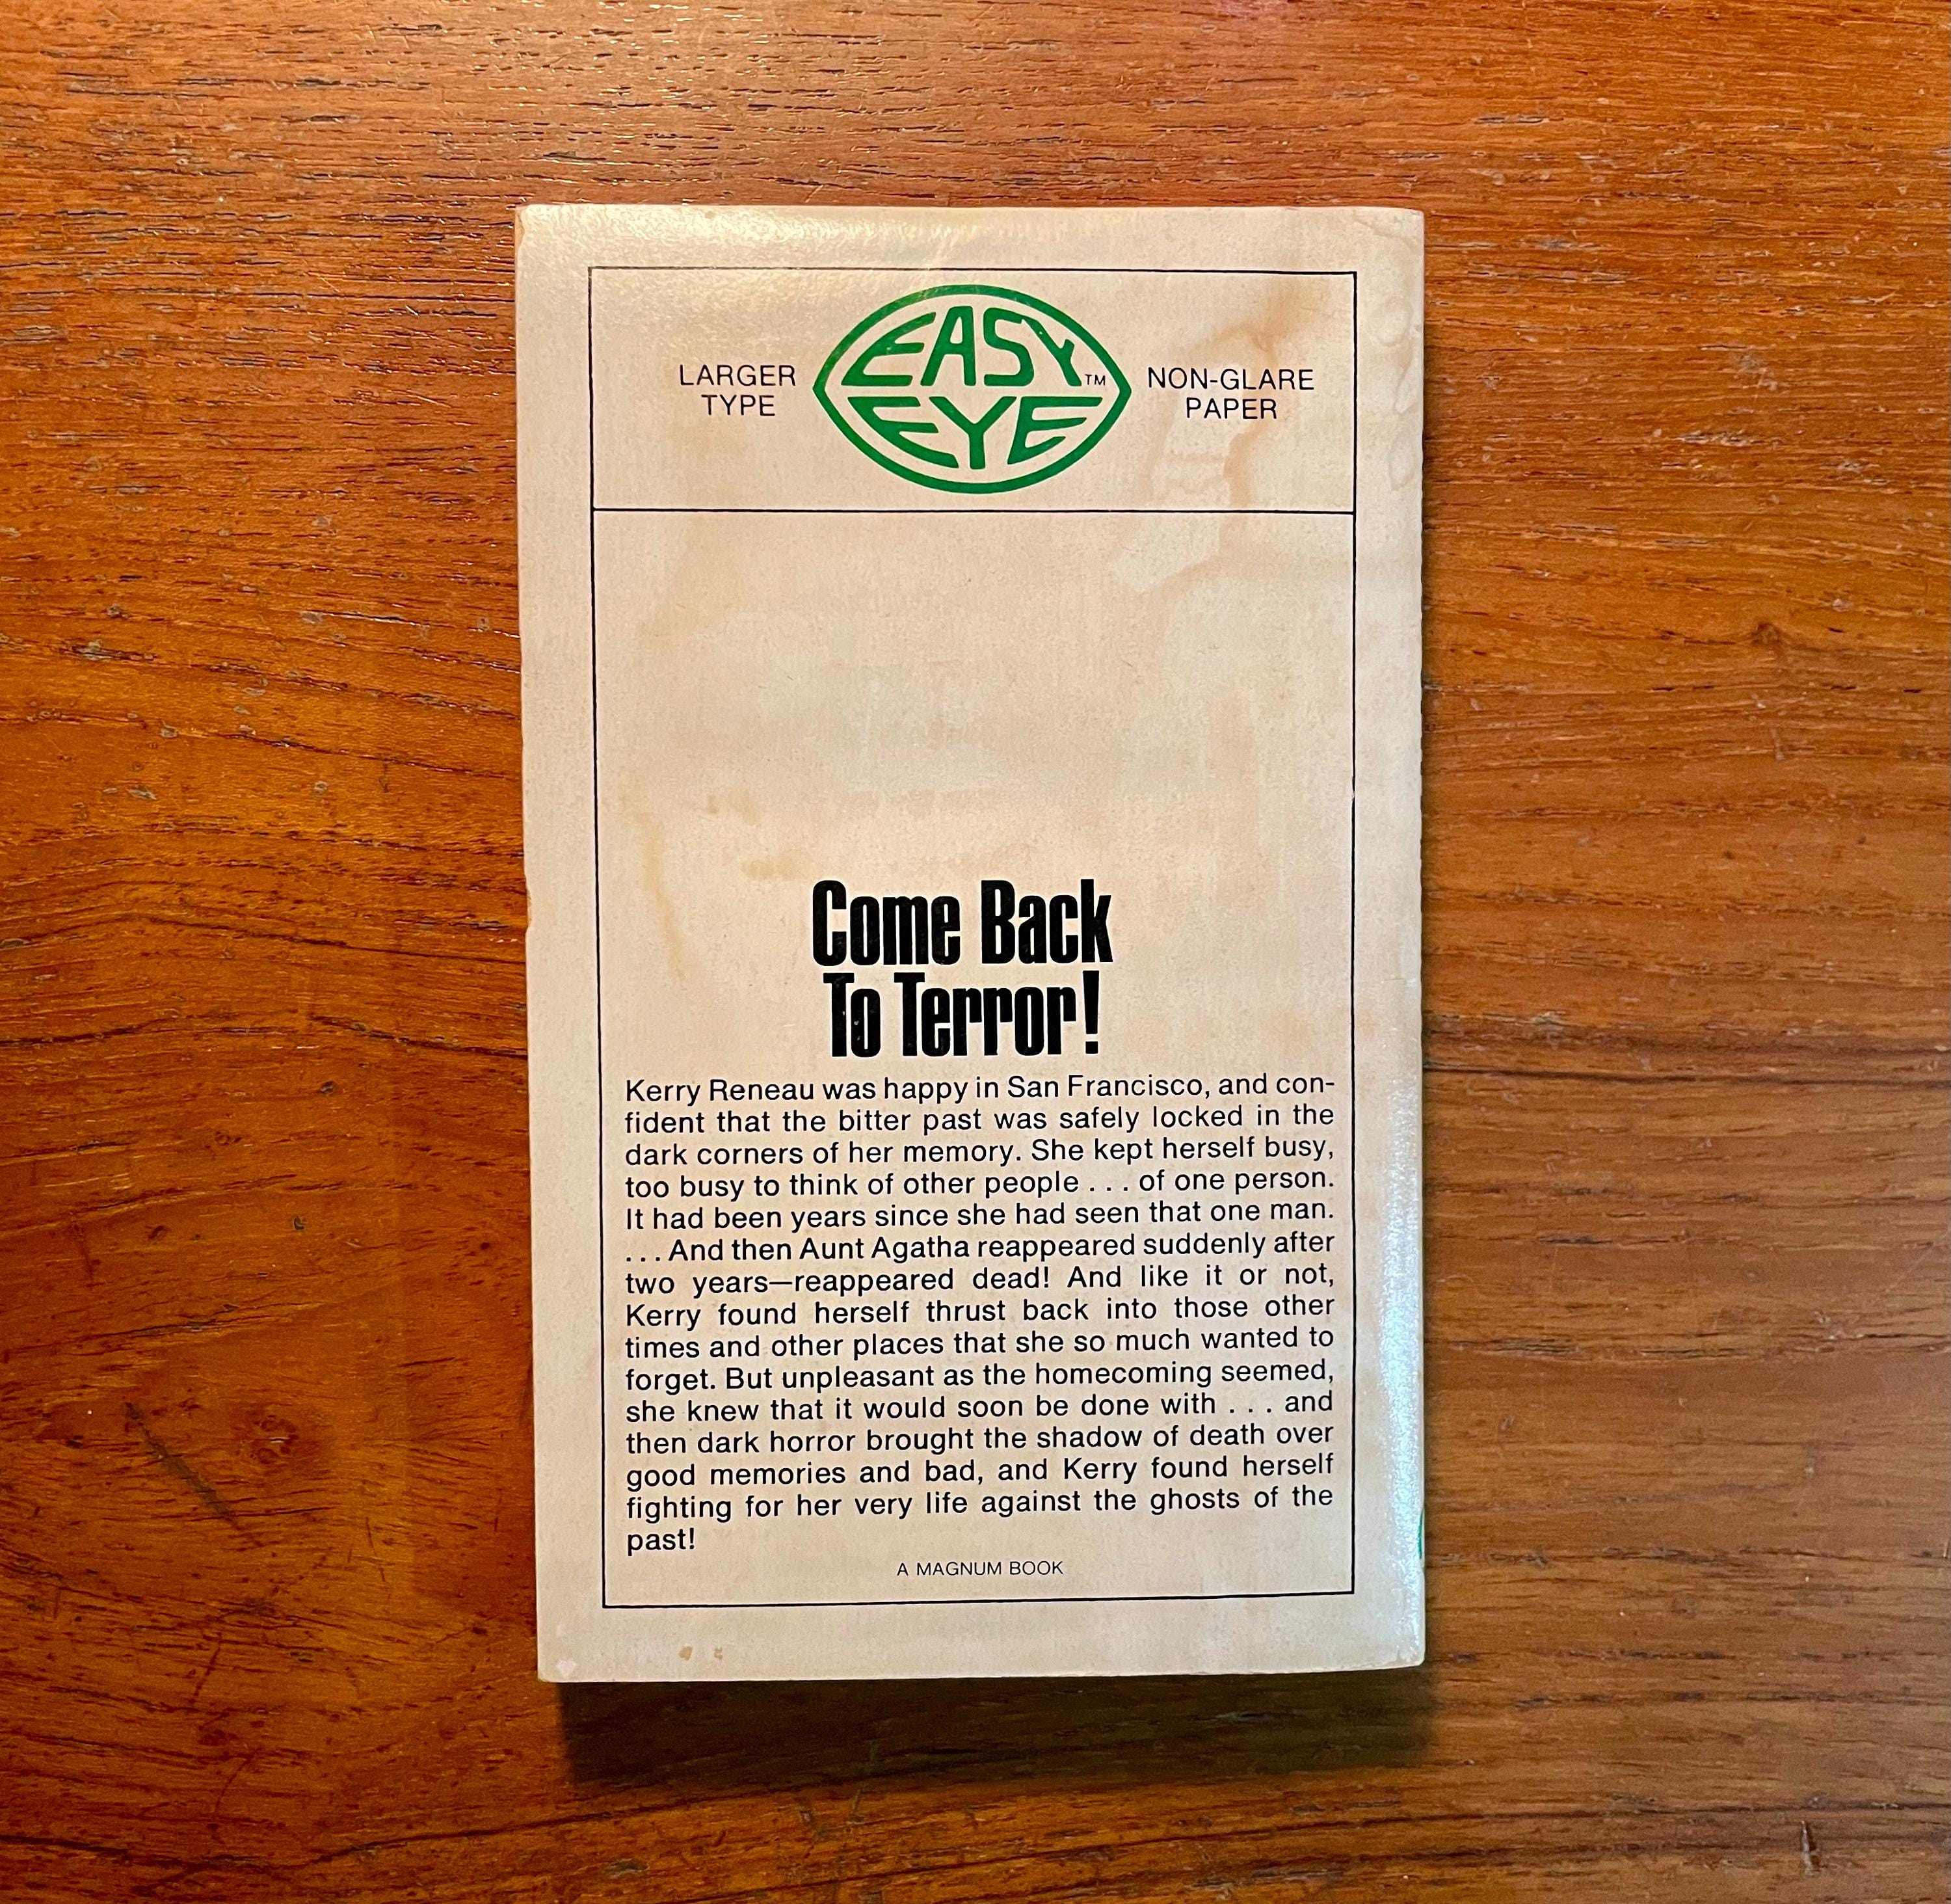 LARGER
TYPE
EASY
EYE™
NON-GLARE
PAPER
Come Back
To Terror!
Kerry Reneau was happy in San Francisco, and con-
fident that the bitter past was safely locked in the
dark corners of her memory. She kept herself busy,
too busy to think of other people . . . of one person.
It had been years since she had seen that one man.
. . . And then Aunt Agatha reappeared suddenly after
two years—reappeared dead! And like it or not,
Kerry found herself thrust back into those other
times and other places that she so much wanted to
forget. But unpleasant as the homecoming seemed,
she knew that it would soon be done with . . . and
then dark horror brought the shadow of death over
good memories and bad, and Kerry found herself
fighting for her very life against the ghosts of the
past!
A MAGNUM BOOK